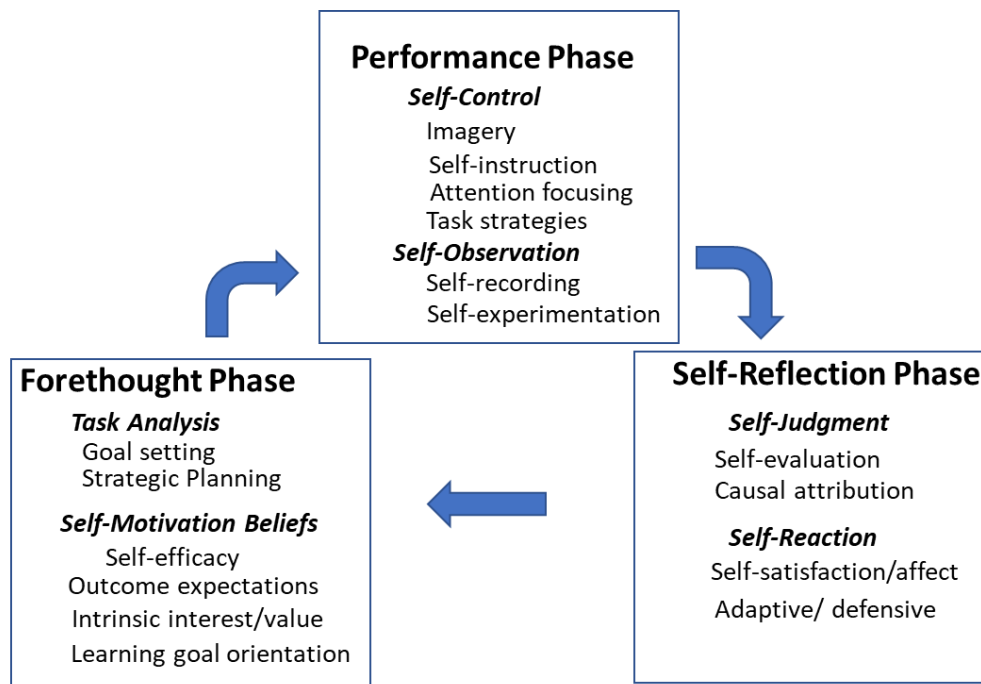 Performance Phase
Self-Control
Imagery
Self-instruction
Attention focusing
Task strategies
Self-Observation
Self-recording
Self-experimentation
Forethought Phase
Task Analysis
Goal setting
Strategic Planning
Self-Motivation Beliefs
Self-efficacy
Outcome expectations
Intrinsic interest/value
Learning goal orientation
Self-Reflection Phase
Self-Judgment
Self-evaluation
Causal attribution
Self-Reaction
Self-satisfaction/affect
Adaptive/ defensive